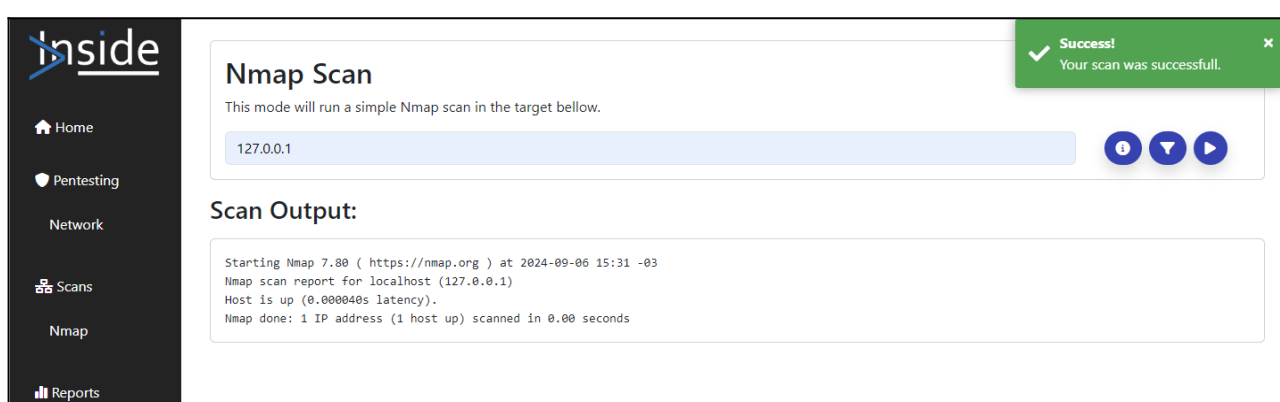 Inside
Home
Pentesting
Network
Scans
Nmap
Reports
Nmap Scan
This mode will run a simple Nmap scan in the target bellow.
127.0.0.1
Success!
Your scan was successfull.
×
Scan Output:
Starting Nmap 7.80 ( https://nmap.org ) at 2024-09-06 15:31 -03
Nmap scan report for localhost (127.0.0.1)
Host is up (0.000040s latency).
Nmap done: 1 IP address (1 host up) scanned in 0.00 seconds